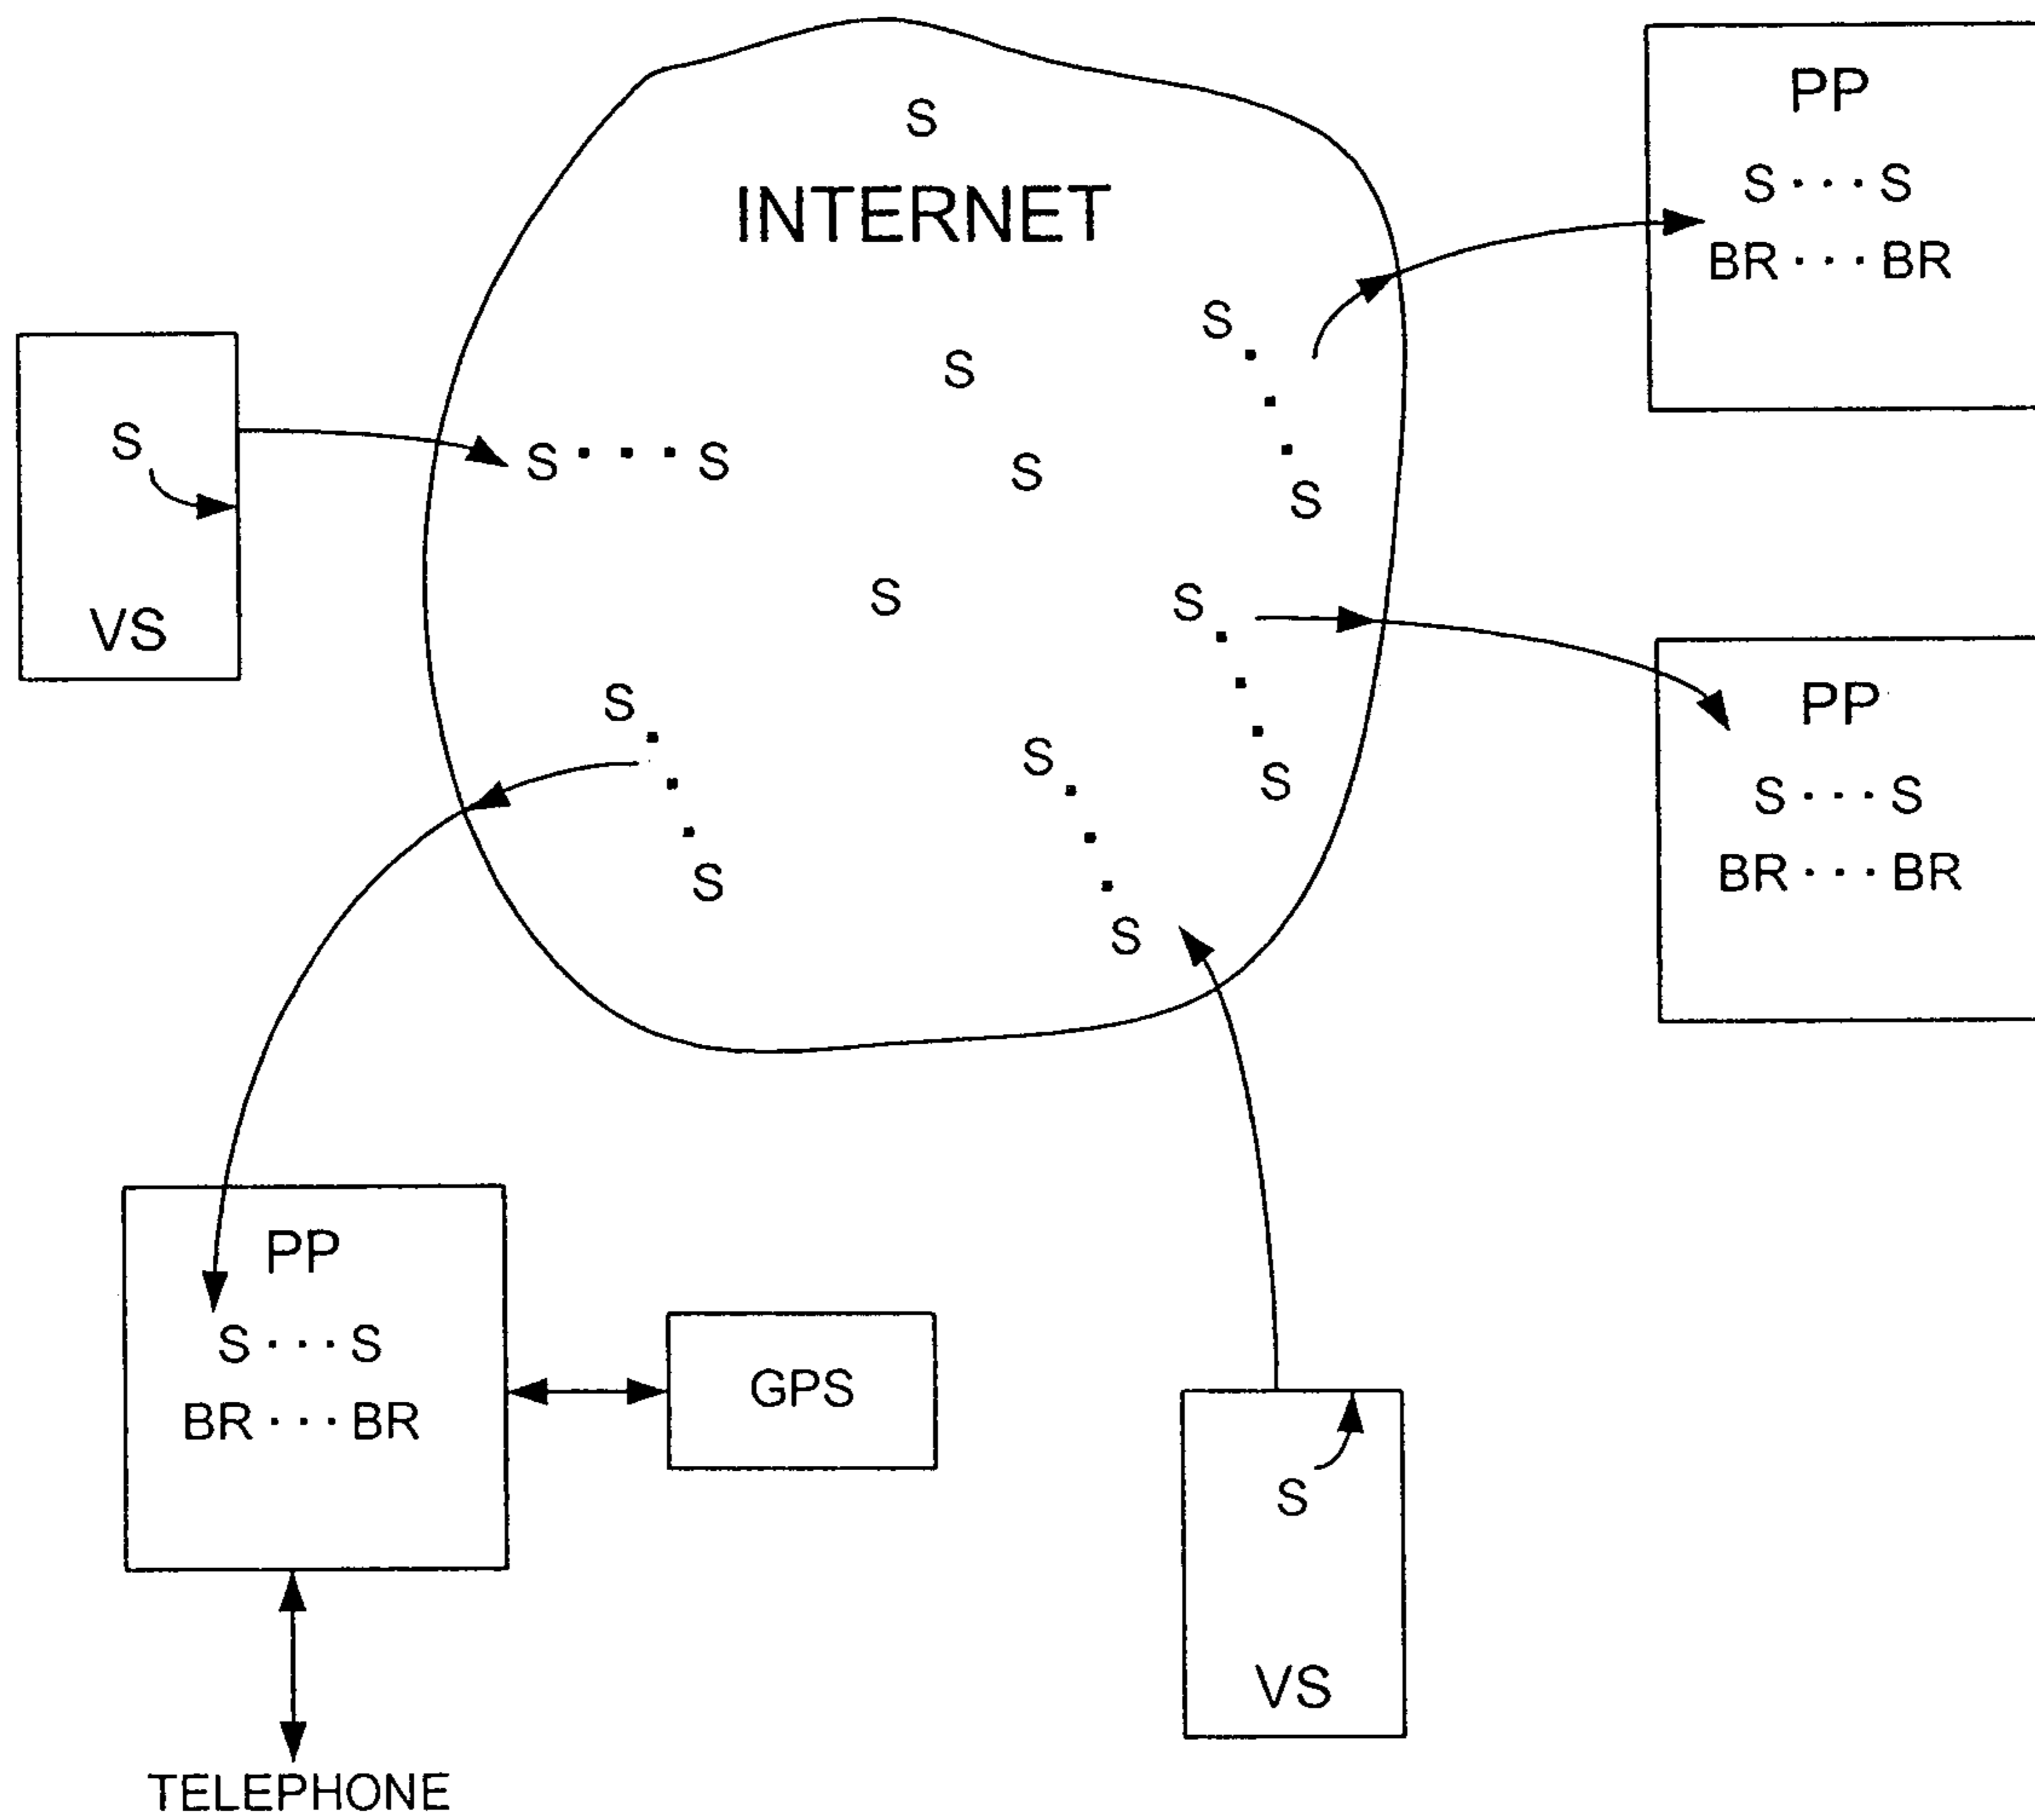 S
INTERNET
PP
S · · · S
BR · · · BR
S
.
.
.
S
S
S
S · · · S
S
VS
S
S
.
.
.
S
PP
S · · · S
BR · · · BR
S
.
.
.
S
S
.
.
.
S
PP
S · · · S
BR · · · BR
GPS
S
VS
TELEPHONE